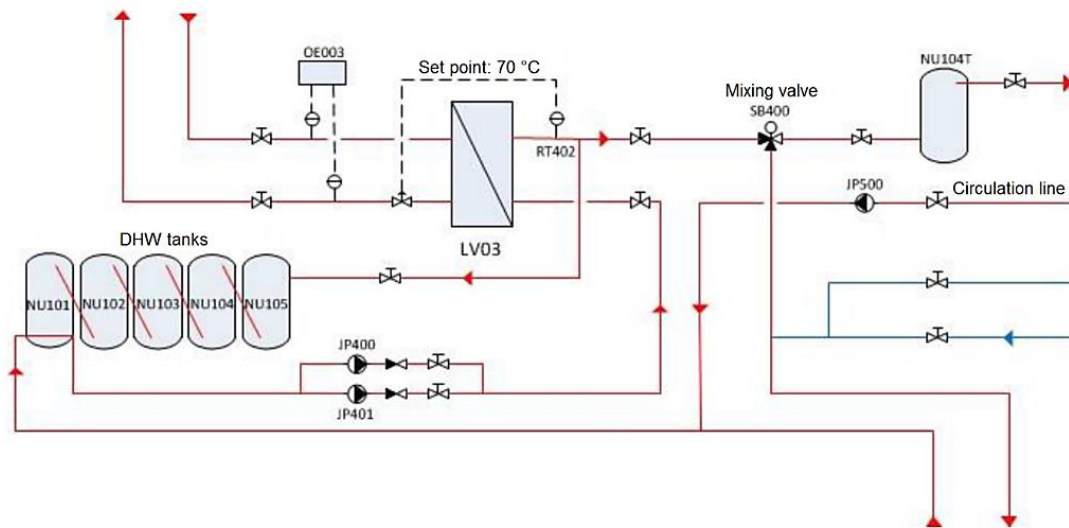 OE003
Set point: 70 °C
NU104T
Mixing valve
SB400
RT402
JP500
Circulation line
LV03
DHW tanks
NU101
NU102
NU103
NU104
NU105
JP400
JP401